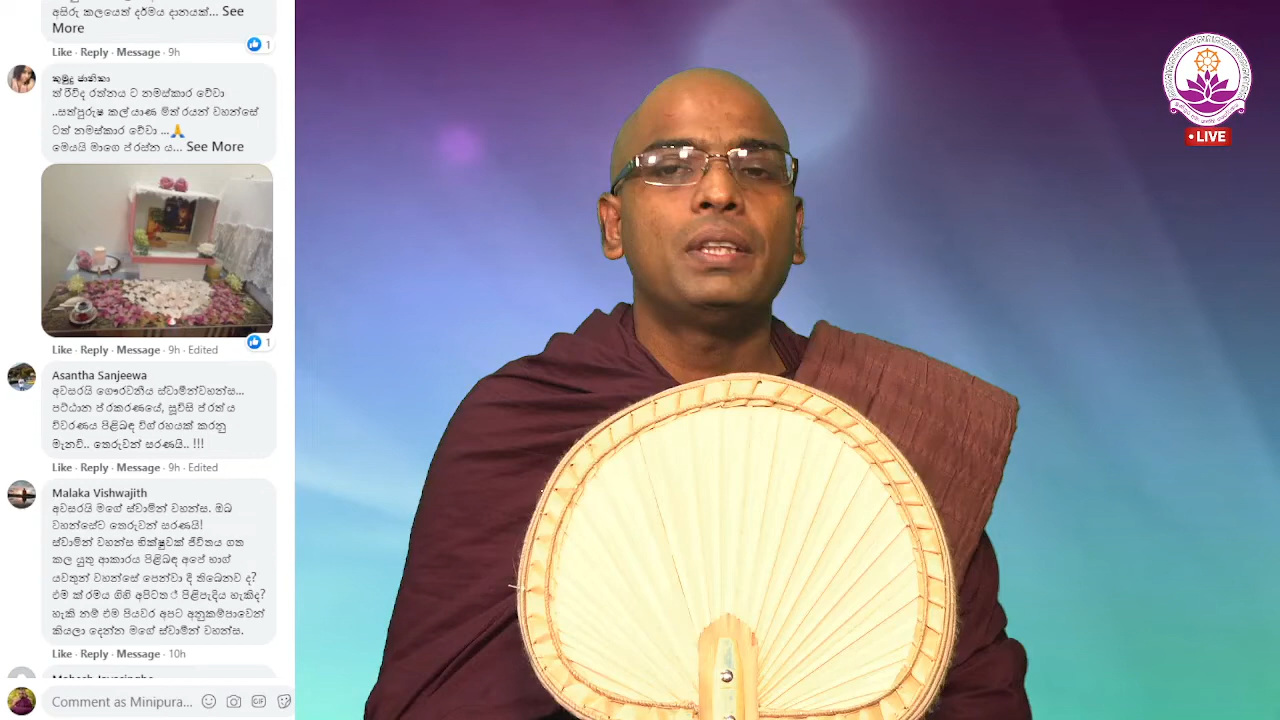 අසිරු කලයෙත් දර්මය දානයක්... See
More
Like · Reply · Message · 9h
1
කුමුදු ජානිකා
ත්‍රිවිද රත්නය ට නමස්කාර වේවා
..සත්පුරුෂ කල්‍යාණ මිත්‍රයන් වහන්සේ
ටත් නමස්කාර වේවා ...🙏
මෙයයි මාගෙ ප්‍රස්න ය... See More
Like · Reply · Message · 9h · Edited
1
Asantha Sanjeewa
අවසරයි ගෞරවනීය ස්වාමීන්වහන්ස...
පට්ඨාන ප්‍රකරණයේ, සුවිසි ප්‍රත්‍ය
විවරණය පිළිබඳ විග්‍රහයක් කරනු
මැනවි.. තෙරුවන් සරණයි.. !!!
Like · Reply · Message · 9h · Edited
Malaka Vishwajith
අවසරයි මගේ ස්වාමීන් වහන්ස. ඔබ
වහන්සේට තෙරුවන් සරණයි!
ස්වාමීන් වහන්ස භික්ෂුවක් ජීවිතය ගත
කල යුතු ආකාරය පිළිබඳ අපේ භාග්
යවතුන් වහන්සේ පෙන්වා දී තිබෙනව ද?
එම ක්‍රමය ගිහි අපිටත් පිළිපැදිය හැකිද?
හැකි නම් එම පියවර අපට අනුකම්පාවෙන්
කියලා දෙන්න මගේ ස්වාමීන් වහන්ස.
Like · Reply · Message · 10h
Comment as Minipura...
GIF
• LIVE